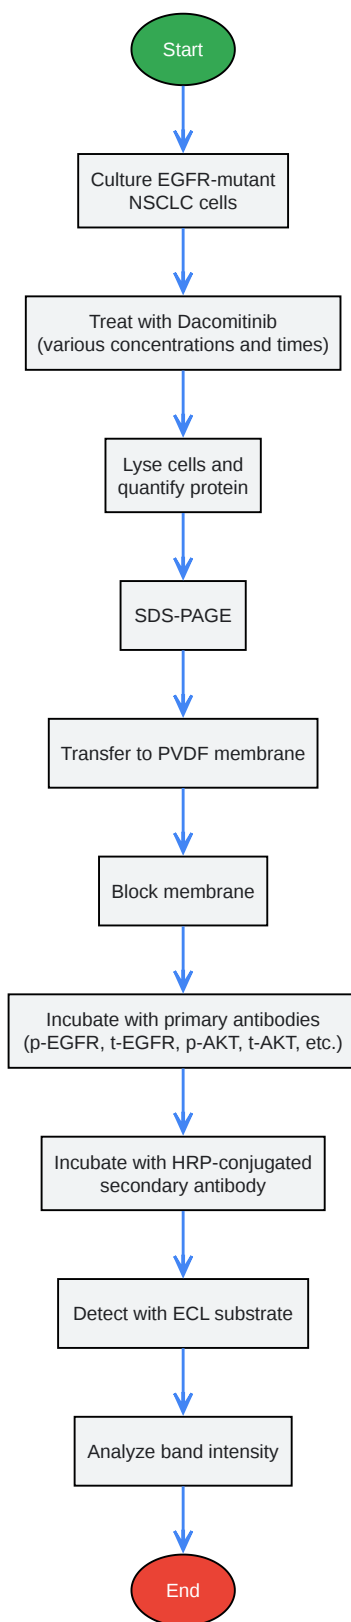 Start
Culture EGFR-mutant
NSCLC cells
Treat with Dacomitinib
(various concentrations and times)
Lyse cells and
quantify protein
SDS-PAGE
Transfer to PVDF membrane
Block membrane
Incubate with primary antibodies
(p-EGFR, t-EGFR, p-AKT, t-AKT, etc.)
Incubate with HRP-conjugated
secondary antibody
Detect with ECL substrate
Analyze band intensity
End